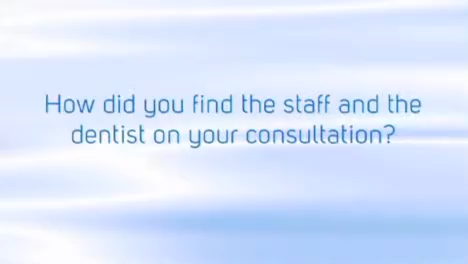 How did you find the staff and the
dentist on your consultation?